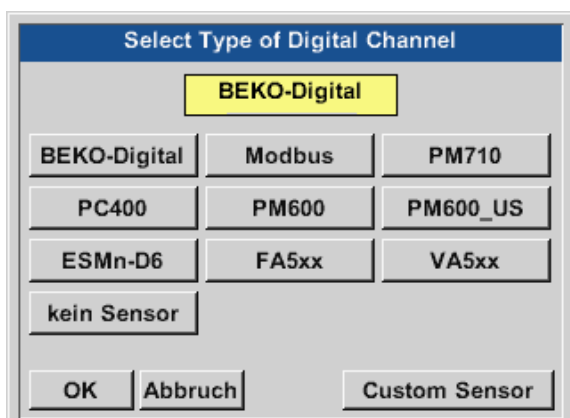 Select Type of Digital Channel
BEKO-Digital
BEKO-Digital Modbus PM710
PC400 PM600 PM600_US
ESMn-D6 FA5xx VA5xx
kein Sensor
OK Abbruch Custom Sensor